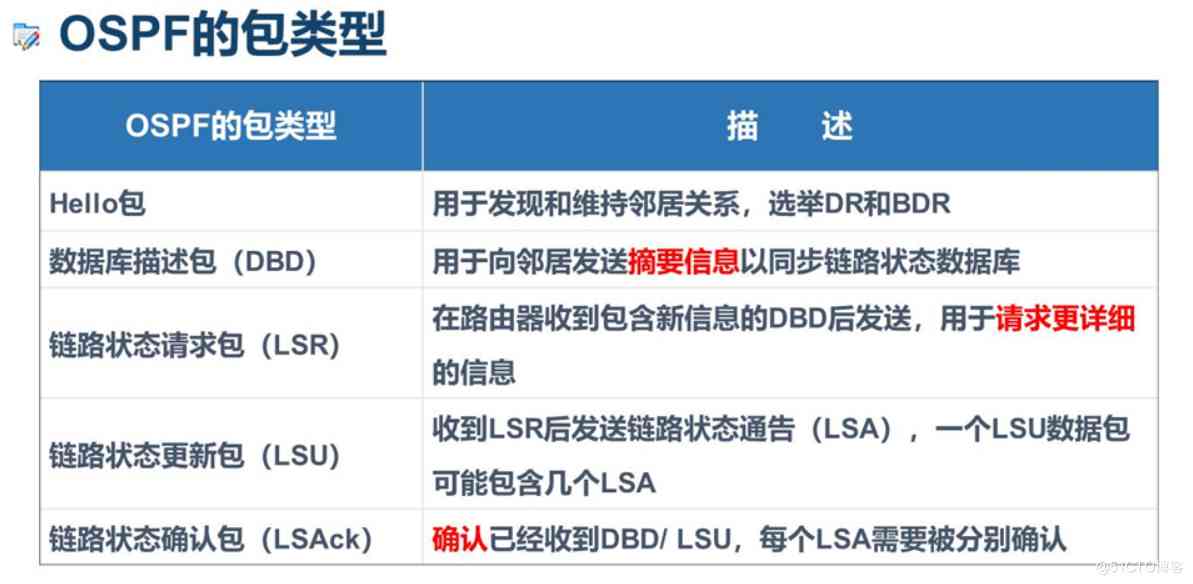 OSPF的包类型
OSPF的包类型
描 述
Hello包
用于发现和维持邻居关系，选举DR和BDR
数据库描述包（DBD）
用于向邻居发送摘要信息以同步链路状态数据库
链路状态请求包（LSR）
在路由器收到包含新信息的DBD后发送，用于请求更详细
的信息
链路状态更新包（LSU）
收到LSR后发送链路状态通告（LSA），一个LSU数据包
可能包含几个LSA
链路状态确认包（LSAck）
确认已经收到DBD/ LSU，每个LSA需要被分别确认
@51CTO博客